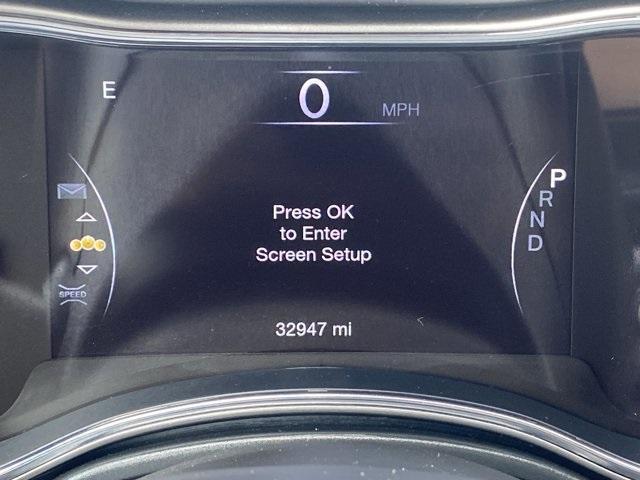 0
E
MPH
P
R
N
D
Press OK
to Enter
Screen Setup
SPEED
32947 mi